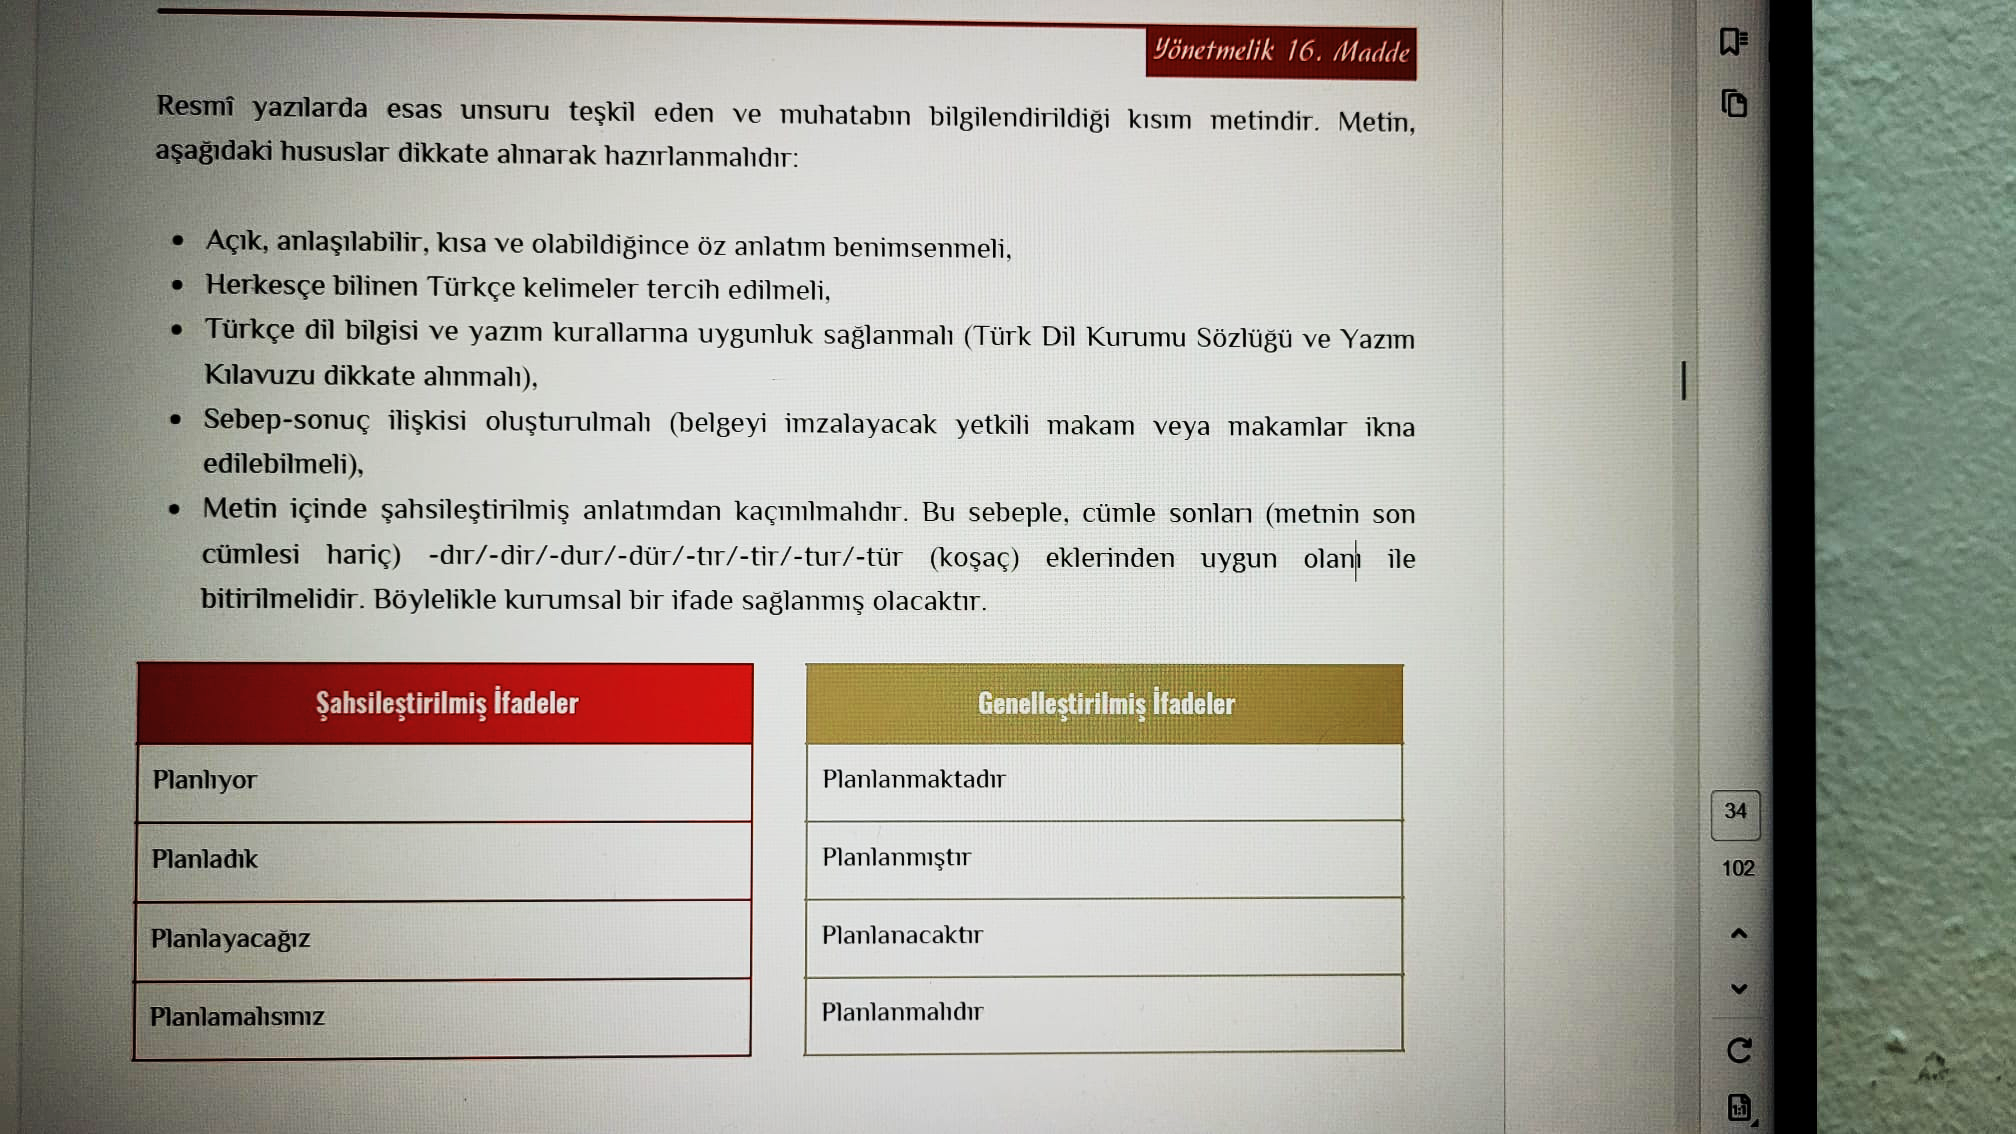 Yönetmelik 16. Madde
Resmî yazılarda esas unsuru teşkil eden ve muhatabın bilgilendirildiği kısım metindir. Metin,
aşağıdaki hususlar dikkate alınarak hazırlanmalıdır:
• Açık, anlaşılabilir, kısa ve olabildiğince öz anlatım benimsenmeli,
• Herkesçe bilinen Türkçe kelimeler tercih edilmeli,
• Türkçe dil bilgisi ve yazım kurallarına uygunluk sağlanmalı (Türk Dil Kurumu Sözlüğü ve Yazım
Kılavuzu dikkate alınmalı),
• Sebep-sonuç ilişkisi oluşturulmalı (belgeyi imzalayacak yetkili makam veya makamlar ikna
edilebilmeli),
• Metin içinde şahsileştirilmiş anlatımdan kaçınılmalıdır. Bu sebeple, cümle sonları (metnin son
cümlesi hariç) -dır/-dir/-dur/-dür/-tır/-tir/-tur/-tür (koşaç) eklerinden uygun olanı ile
bitirilmelidir. Böylelikle kurumsal bir ifade sağlanmış olacaktır.
Şahsileştirilmiş İfadeler
Planlıyor
Planladık
Planlayacağız
Planlamalısınız
Genelleştirilmiş İfadeler
Planlanmaktadır
Planlanmıştır
Planlanacaktır
Planlanmalıdır
34
102
1:1